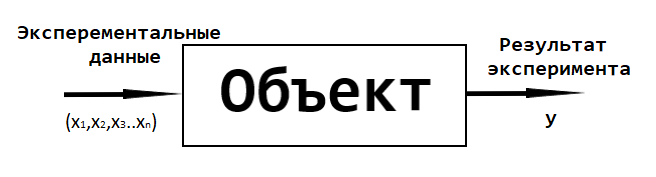 Эксперементальные
данные
Объект
Результат
эксперимента
(x₁,x₂,x₃..xₙ)
y